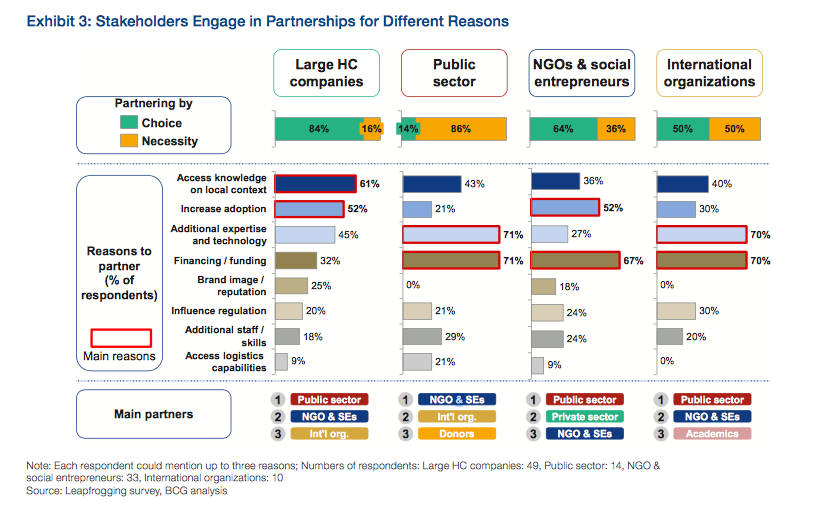 Exhibit 3: Stakeholders Engage in Partnerships for Different Reasons
Large HC
companies
Public
sector
NGOs & social
entrepreneurs
International
organizations
Partnering by
Choice
Necessity
84% 16%
14% 86%
64% 36%
50% 50%
Reasons to
partner
(% of
respondents)
Main reasons
Access knowledge
on local context
61% 43% 36% 40%
Increase adoption
52% 21% 52% 30%
Additional expertise
and technology
45% 71% 27% 70%
Financing / funding
32% 71% 67% 70%
Brand image /
reputation
25% 0% 18% 0%
Influence regulation
20% 21% 24% 30%
Additional staff /
skills
18% 29% 24% 20%
Access logistics
capabilities
9% 21% 9% 0%
Main partners
1 Public sector
2 NGO & SEs
3 Int'l org.
1 NGO & SEs
2 Int'l org.
3 Donors
1 Public sector
2 Private sector
3 NGO & SEs
1 Public sector
2 NGO & SEs
3 Academics
Note: Each respondent could mention up to three reasons; Numbers of respondents: Large HC companies: 49, Public sector: 14, NGO &
social entrepreneurs: 33, International organizations: 10
Source: Leapfrogging survey, BCG analysis